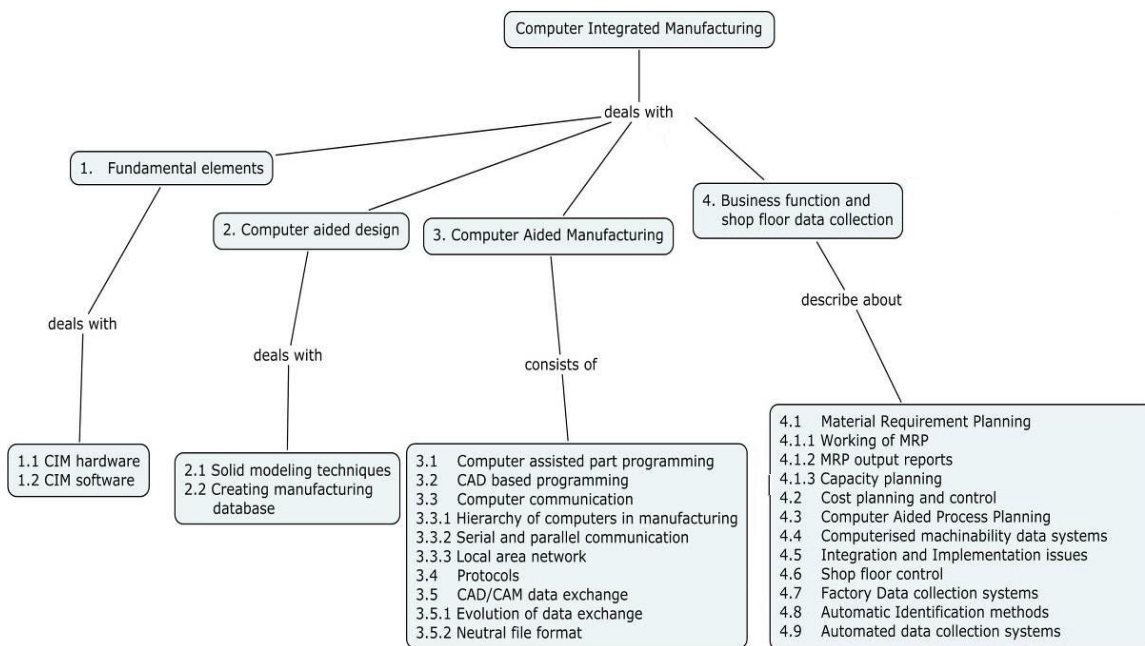 Computer Integrated Manufacturing
deals with
1. Fundamental elements
2. Computer aided design
3. Computer Aided Manufacturing
4. Business function and
shop floor data collection
deals with
deals with
consists of
describe about
1.1 CIM hardware
1.2 CIM software
2.1 Solid modeling techniques
2.2 Creating manufacturing
database
3.1 Computer assisted part programming
3.2 CAD based programming
3.3 Computer communication
3.3.1 Hierarchy of computers in manufacturing
3.3.2 Serial and parallel communication
3.3.3 Local area network
3.4 Protocols
3.5 CAD/CAM data exchange
3.5.1 Evolution of data exchange
3.5.2 Neutral file format
4.1 Material Requirement Planning
4.1.1 Working of MRP
4.1.2 MRP output reports
4.1.3 Capacity planning
4.2 Cost planning and control
4.3 Computer Aided Process Planning
4.4 Computerised machinability data systems
4.5 Integration and Implementation issues
4.6 Shop floor control
4.7 Factory Data collection systems
4.8 Automatic Identification methods
4.9 Automated data collection systems